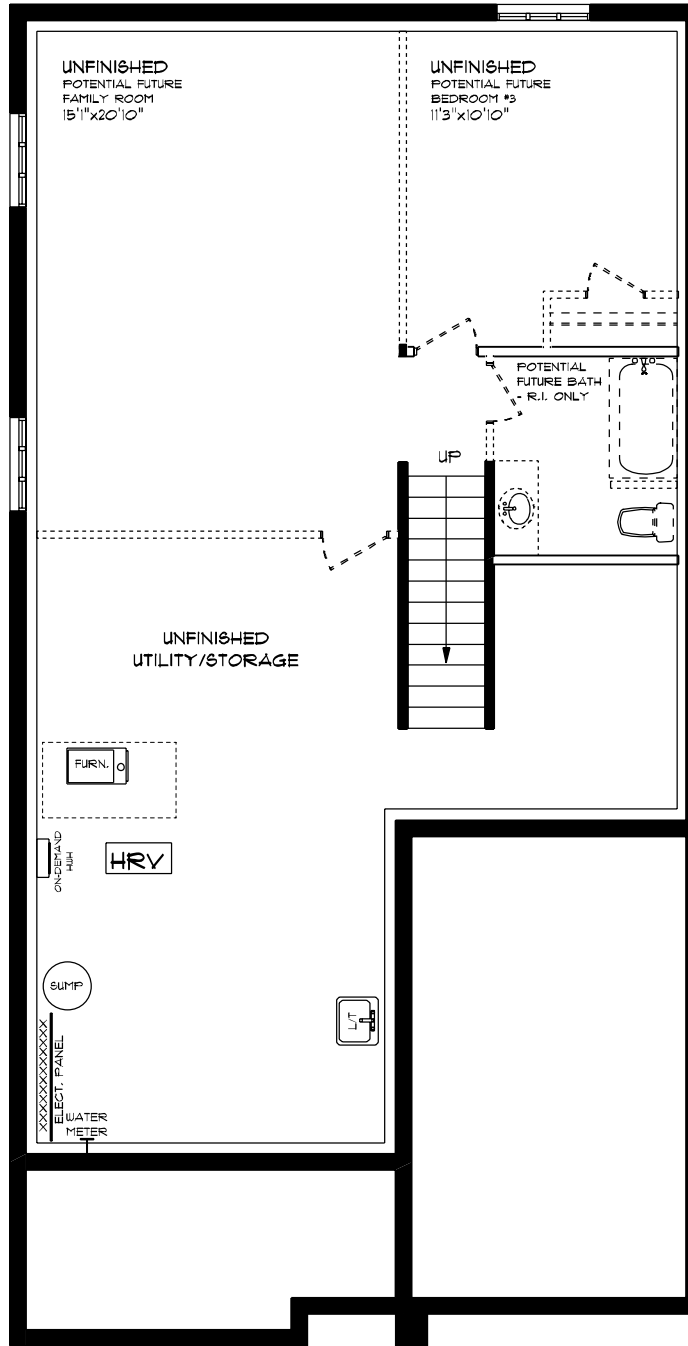 UNFINISHED
POTENTIAL FUTURE
FAMILY ROOM
15'1"x20'10"
UNFINISHED
POTENTIAL FUTURE
BEDROOM #3
11'3"x10'10"
POTENTIAL
FUTURE BATH
- R.I. ONLY
UP
UNFINISHED
UTILITY/STORAGE
FURN.
ON-DEMAND
HWH
HRV
SUMP
L/T
ELECT. PANEL
WATER
METER